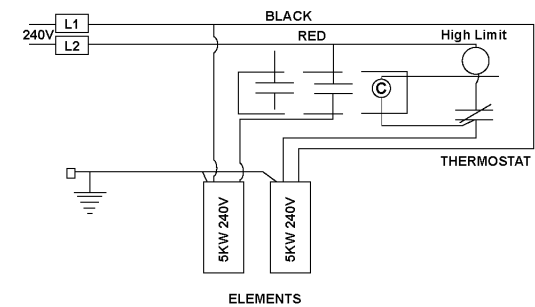 BLACK
L1
240V
L2
RED
High Limit
C
THERMOSTAT
5KW 240V
5KW 240V
ELEMENTS